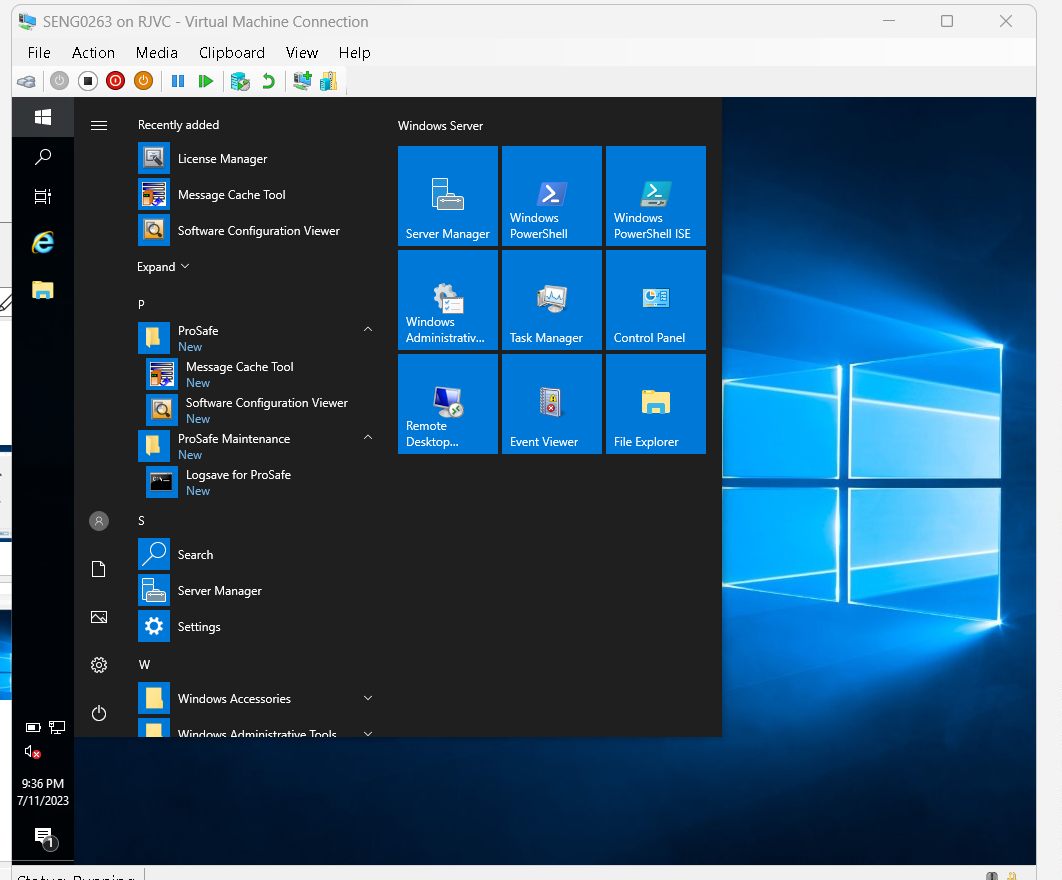 SENG0263 on RJVC - Virtual Machine Connection
File Action Media Clipboard View Help
Recently added
License Manager
Message Cache Tool
Software Configuration Viewer
Expand
P
ProSafe
New
Message Cache Tool
New
Software Configuration Viewer
New
ProSafe Maintenance
New
Logsave for ProSafe
New
S
Search
Server Manager
Settings
W
Windows Accessories
Windows Administrative Tools
Windows Server
Server Manager
Windows
PowerShell
Windows
PowerShell ISE
Windows
Administrativ...
Task Manager
Control Panel
Remote
Desktop...
Event Viewer
File Explorer
9:36 PM
7/11/2023
1
Status: Running